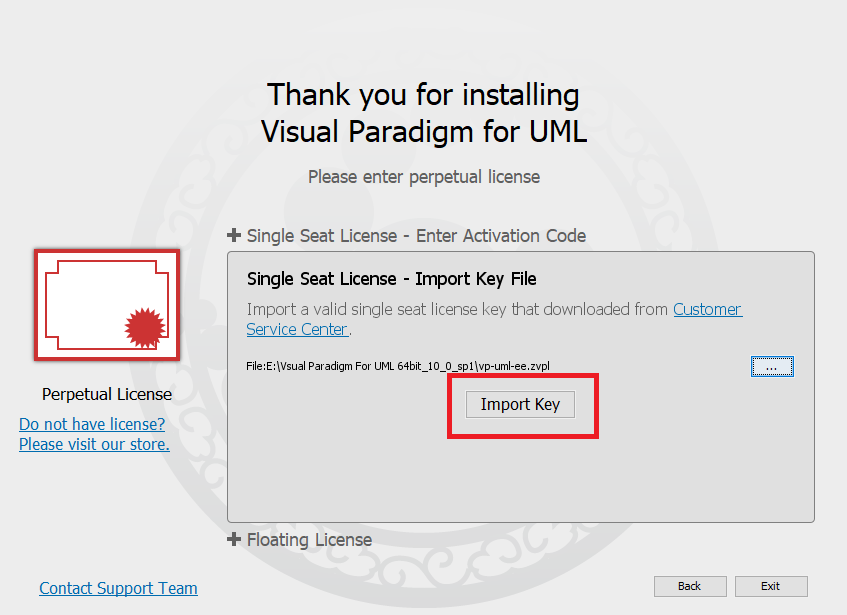 Thank you for installing
Visual Paradigm for UML
Please enter perpetual license
Single Seat License - Enter Activation Code
Single Seat License - Import Key File
Import a valid single seat license key that downloaded from Customer
Service Center.
File:E:\Vsual Paradigm For UML 64bit_10_0_sp1\vp-uml-ee.zvpl
...
Import Key
Perpetual License
Do not have license?
Please visit our store.
Floating License
Contact Support Team
Back
Exit